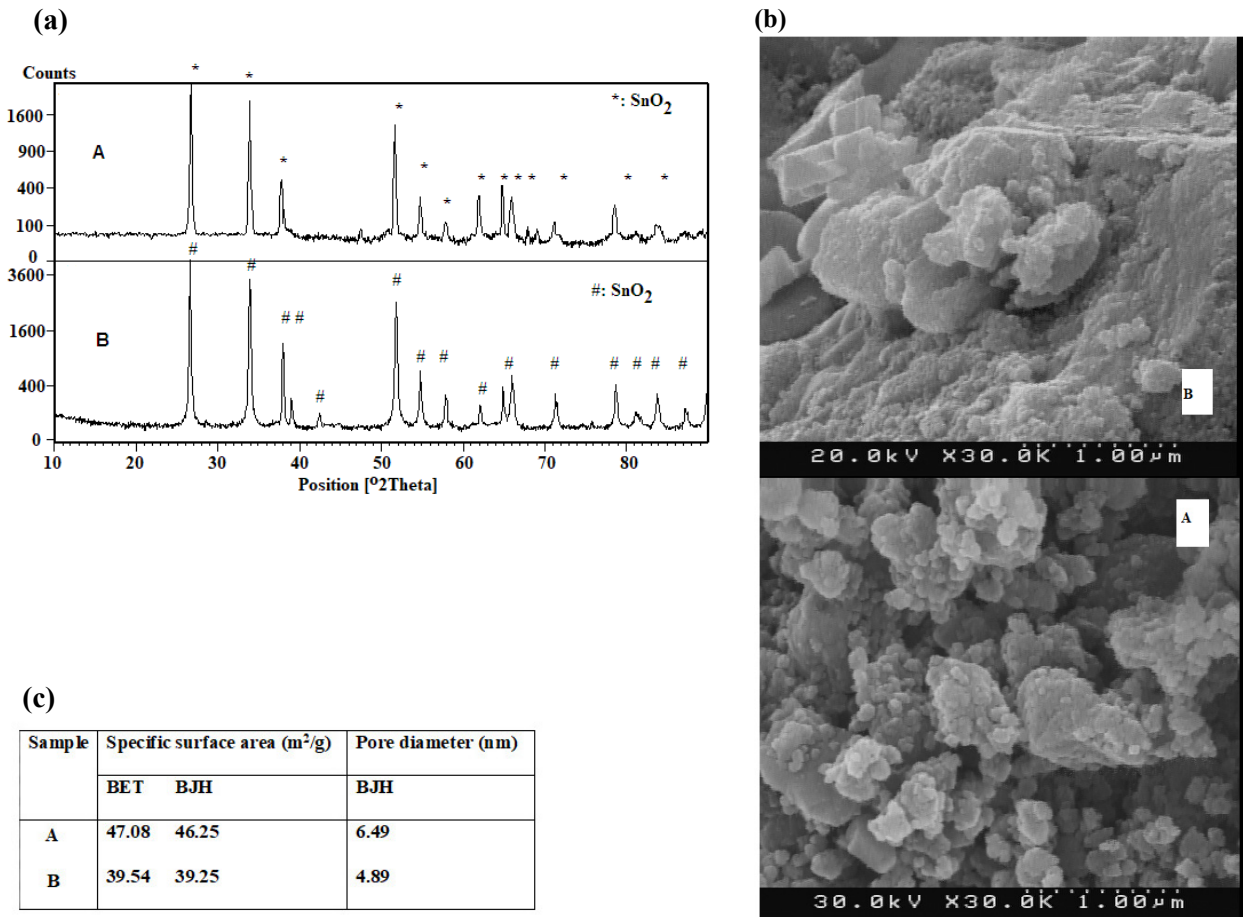 (a)
Counts
* * * * * * * * * * * * * *
*: SnO2
1600
900
400
100
0
A
# # # # # # # # # # # # # #
#: SnO2
3600
1600
400
0
B
10 20 30 40 50 60 70 80
Position [o2Theta]
(b)
B
20.0kV X30.0K 1.00µm
A
30.0kV X30.0K 1.00µm
(c)
Sample Specific surface area (m2/g) Pore diameter (nm)
BET BJH BJH
A 47.08 46.25 6.49
B 39.54 39.25 4.89